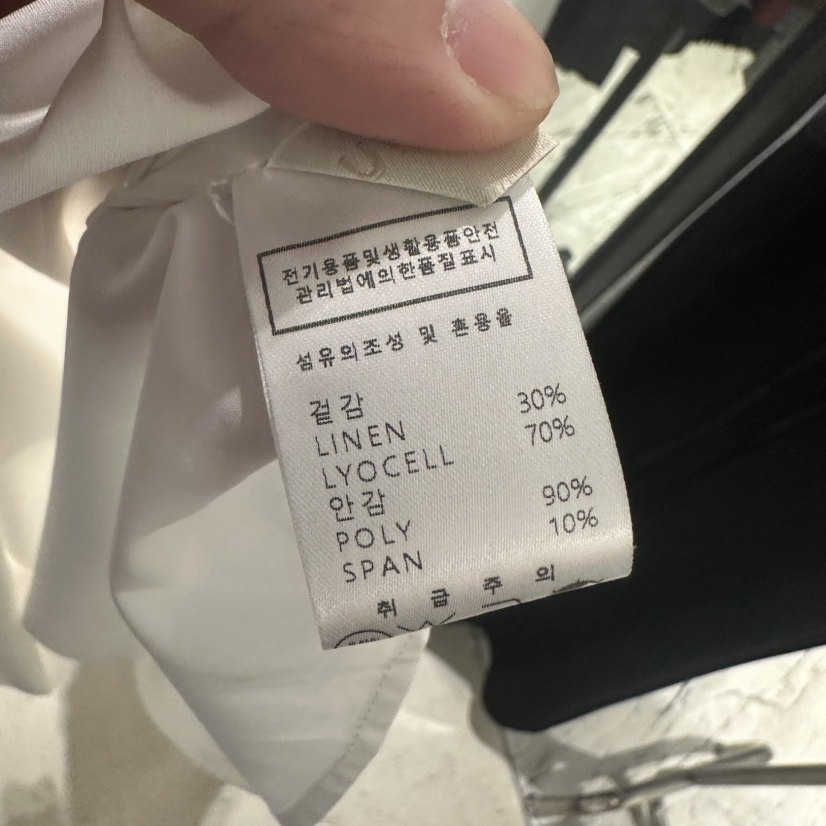 전기용품및생활용품안전
관리법에의한품질표시
섬유의조성 및 혼용율
겉감 30%
LINEN 70%
LYOCELL
안감 90%
POLY 10%
SPAN
취급주의